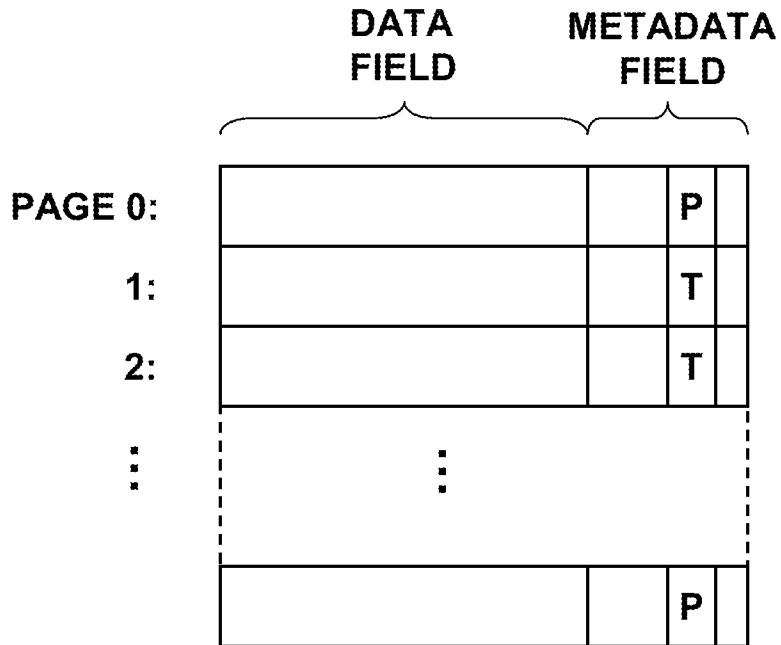 DATA FIELD
METADATA FIELD
PAGE 0: P
1: T
2: T
P